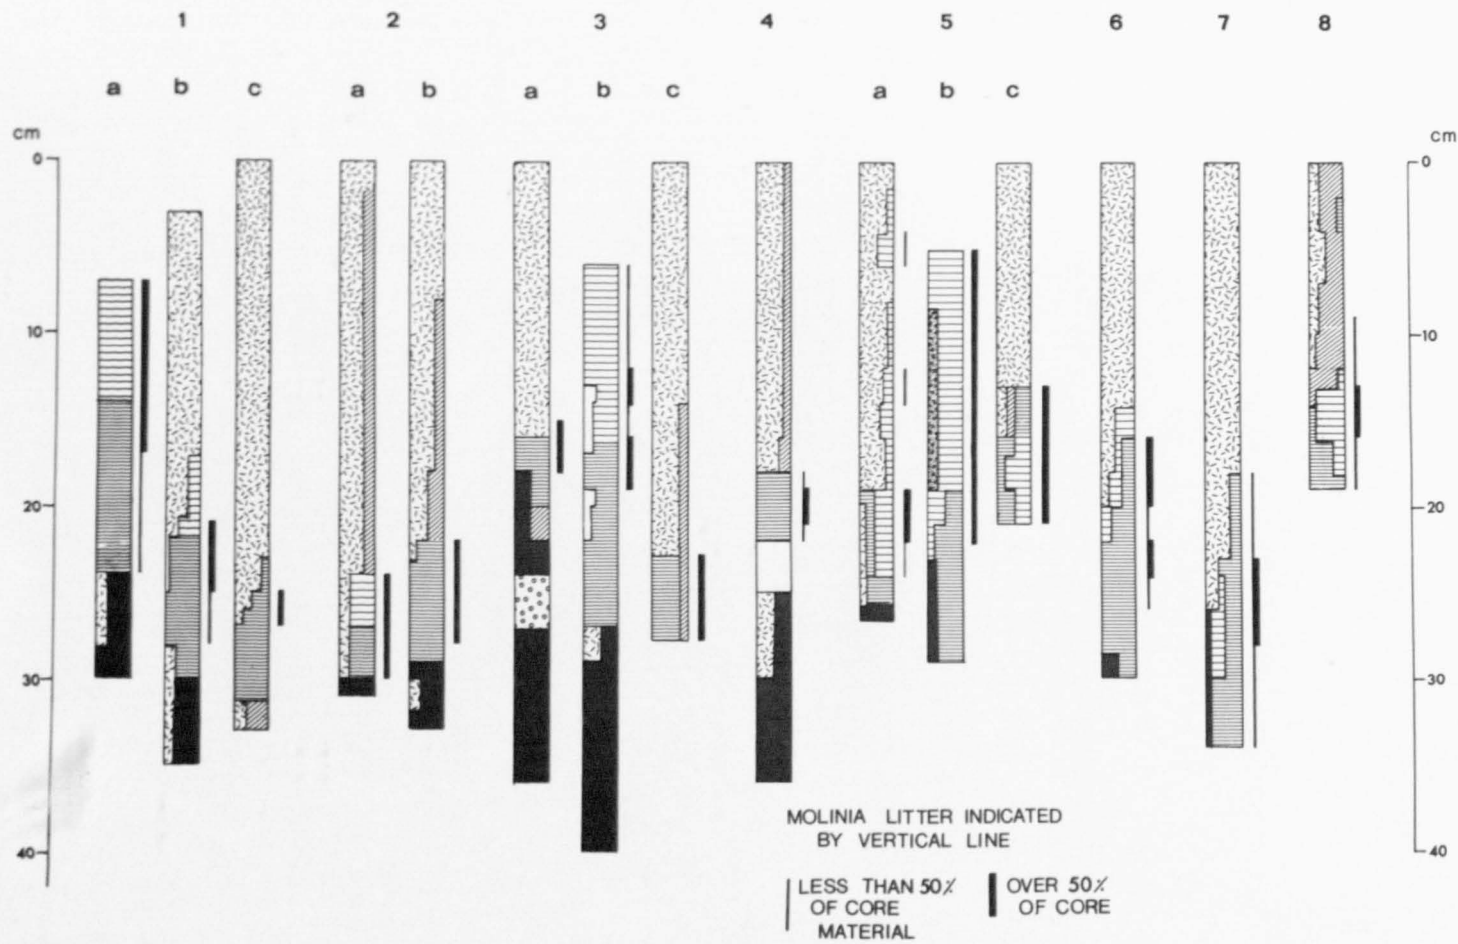 1 2 3 4 5 6 7 8
a b c a b a b c a b c
cm cm
0 0
10 10
20 20
30 30
40 40
MOLINIA LITTER INDICATED
BY VERTICAL LINE
LESS THAN 50% OVER 50%
OF CORE OF CORE
MATERIAL